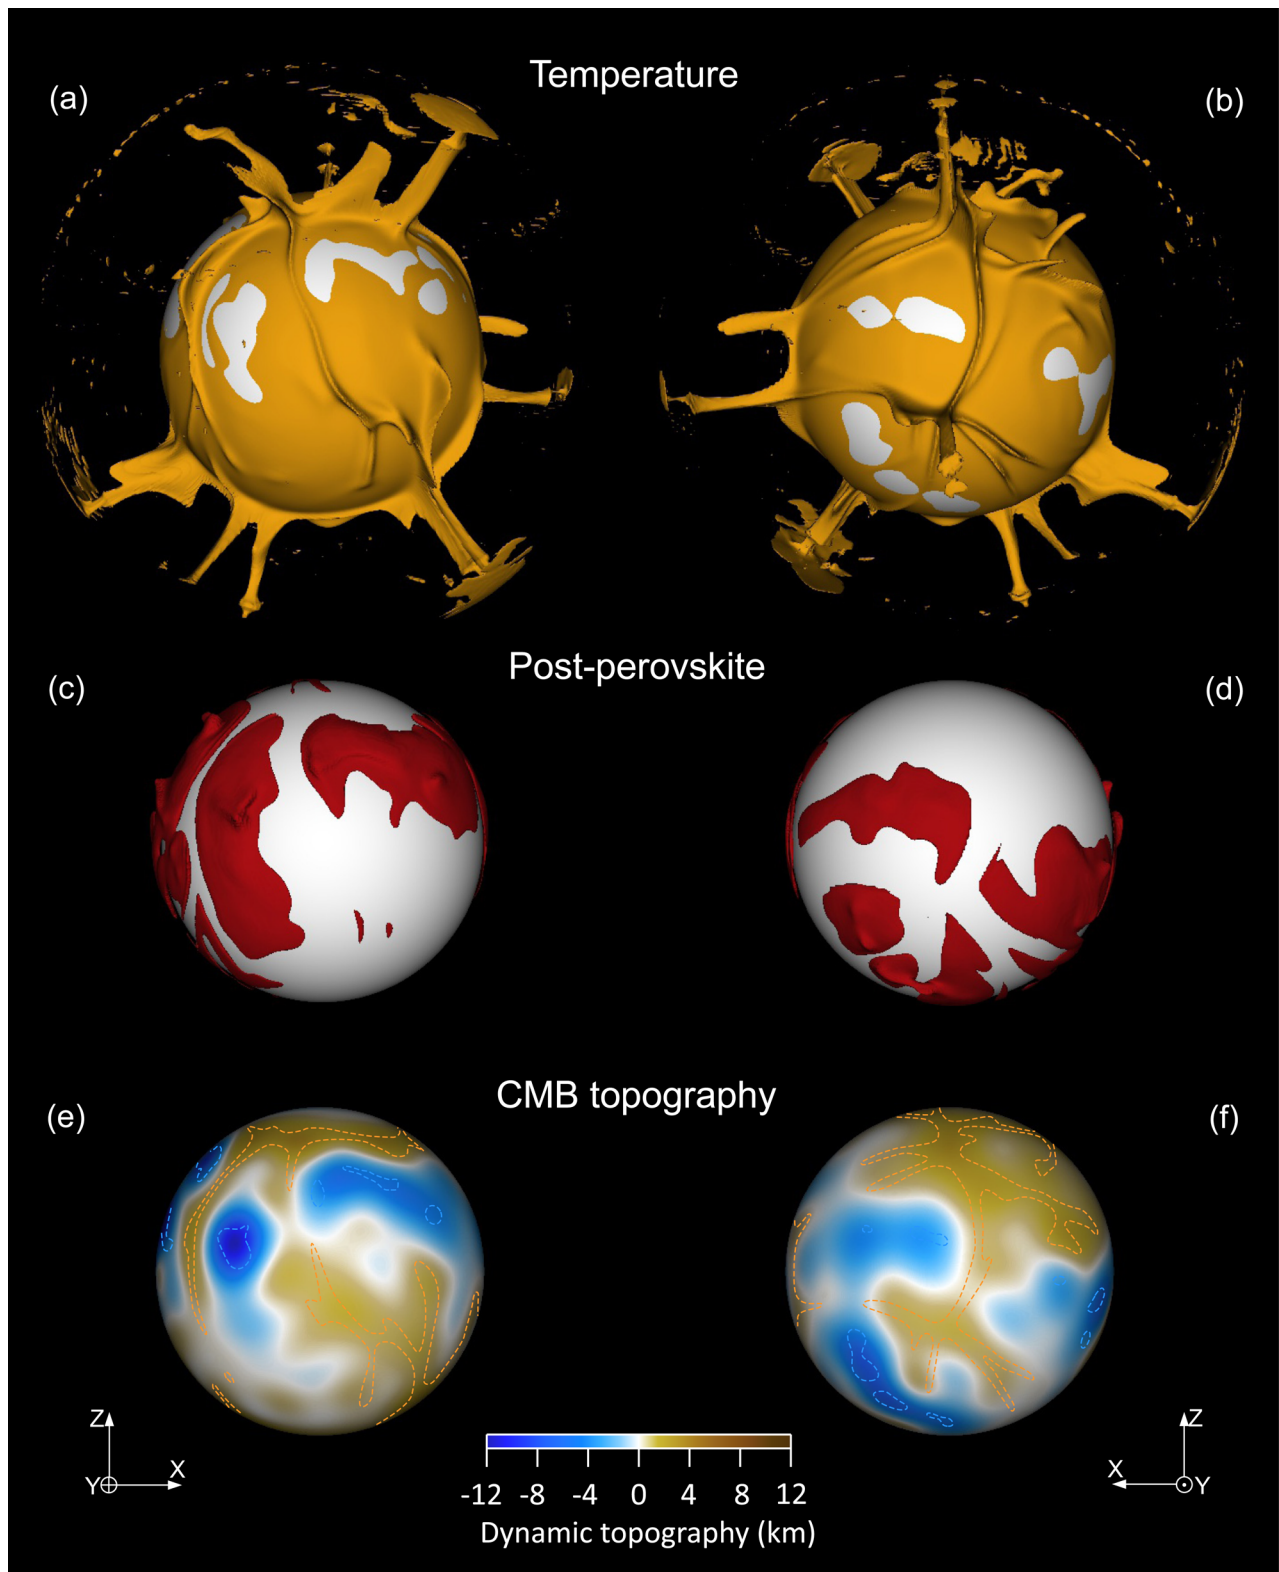 Temperature
(a)
(b)
Post-perovskite
(c)
(d)
CMB topography
(e)
(f)
Z
Y
X
Z
X
Y
-12 -8 -4 0 4 8 12
Dynamic topography (km)